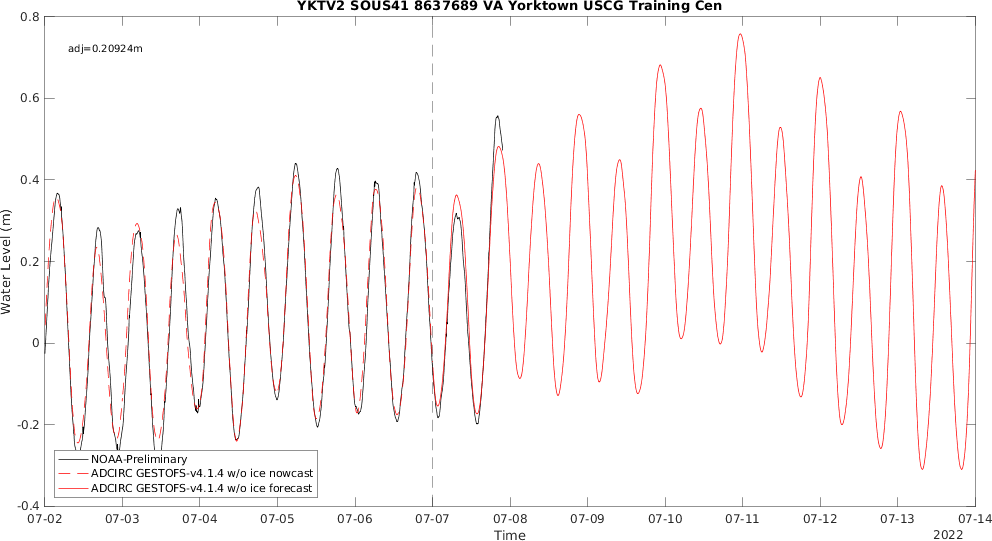 YKTV2 SOUS41 8637689 VA Yorktown USCG Training Cen
adj=0.20924m
0.8
0.6
0.4
0.2
0
-0.2
-0.4
Water Level (m)
NOAA-Preliminary
ADCIRC GESTOFS-v4.1.4 w/o ice nowcast
ADCIRC GESTOFS-v4.1.4 w/o ice forecast
07-02 07-03 07-04 07-05 07-06 07-07 07-08 07-09 07-10 07-11 07-12 07-13 07-14
Time
2022